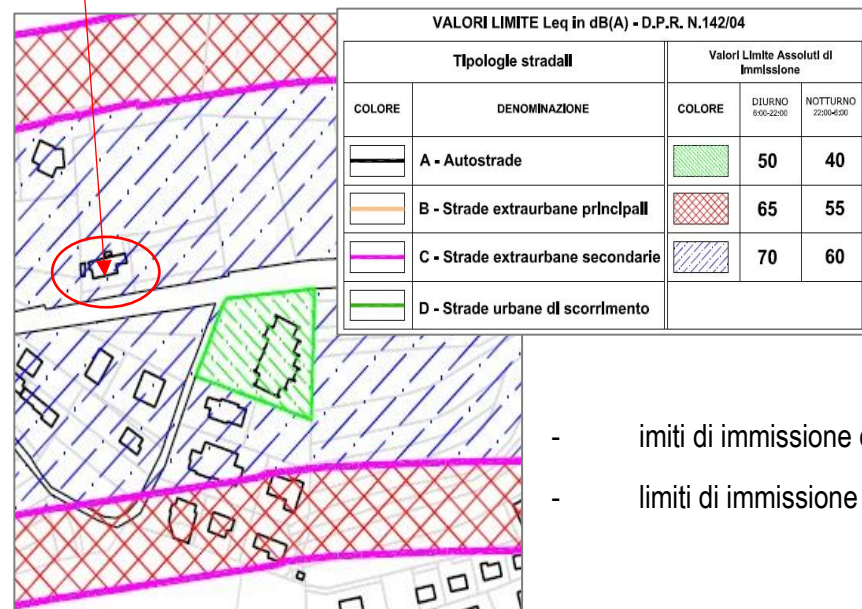 VALORI LIMITE Leq in dB(A) - D.P.R. N.142/04
Tipologie stradali
Valori Limite Assoluti di
Immissione
COLORE
DENOMINAZIONE
COLORE
DIURNO
6:00-22:00
NOTTURNO
22:00-6:00
A - Autostrade
50
40
B - Strade extraurbane principali
65
55
C - Strade extraurbane secondarie
70
60
D - Strade urbane di scorrimento
- imiti di immissione
- limiti di immissione